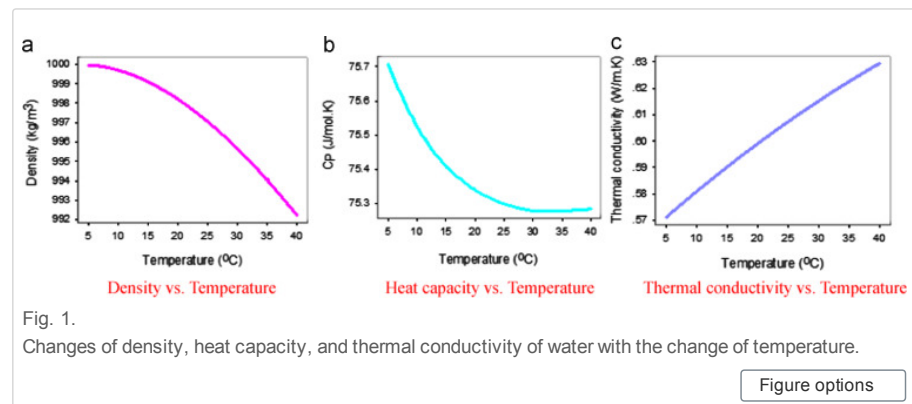 a
1000
999
998
997
996
995
994
993
992
Density (kg/m³)
5 10 15 20 25 30 35 40
Temperature (⁰C)
Density vs. Temperature
b
75.7
75.6
75.5
75.4
75.3
Cp (J/mol.K)
5 10 15 20 25 30 35 40
Temperature (⁰C)
Heat capacity vs. Temperature
c
.63
.62
.61
.60
.59
.58
.57
Thermal conductivity (W/m.K)
5 10 15 20 25 30 35 40
Temperature (⁰C)
Thermal conductivity vs. Temperature
Fig. 1.
Changes of density, heat capacity, and thermal conductivity of water with the change of temperature.
Figure options